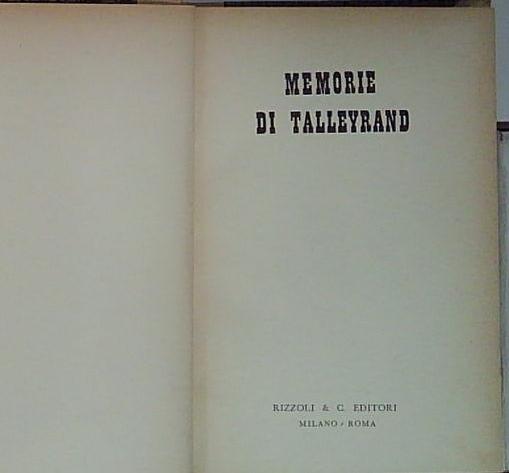 MEMORIE
DI TALLEYRAND
RIZZOLI & C. EDITORI
MILANO - ROMA